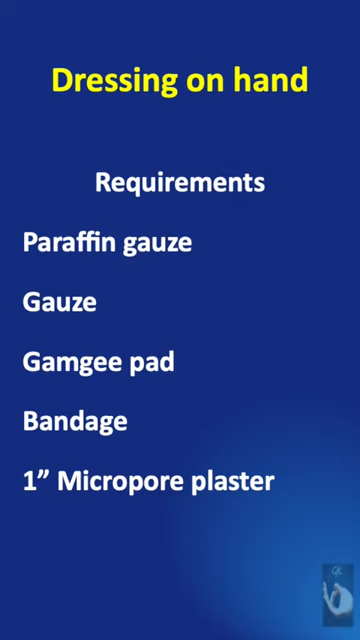 Dressing on hand
Requirements
Paraffin gauze
Gauze
Gamgee pad
Bandage
1” Micropore plaster